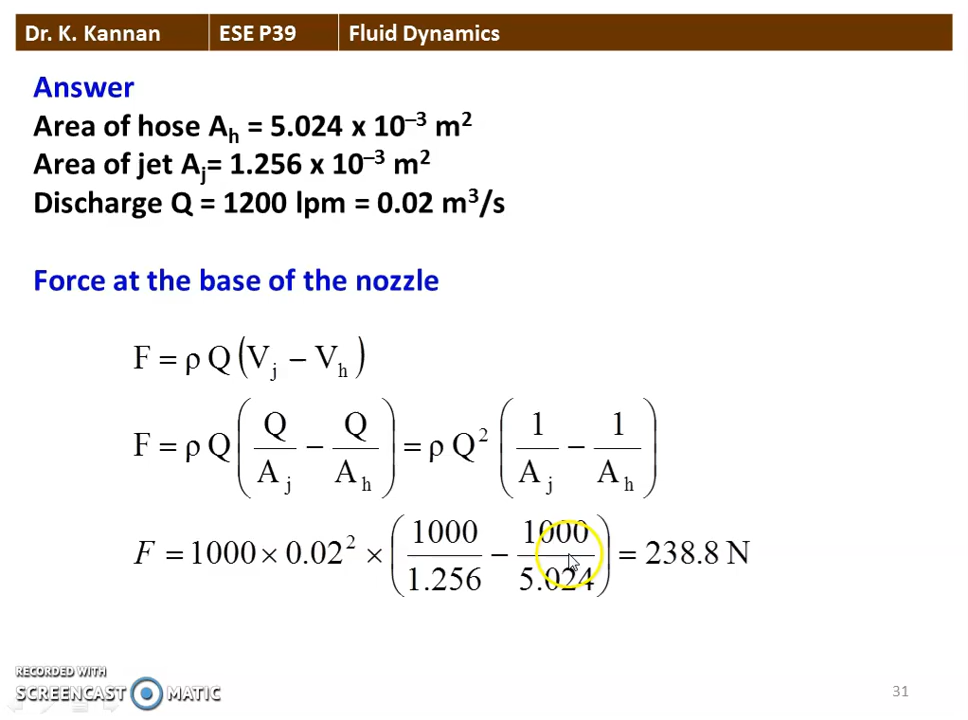 Dr. K. Kannan ESE P39 Fluid Dynamics
Answer
Area of hose Aₕ = 5.024 x 10⁻³ m²
Area of jet Aⱼ= 1.256 x 10⁻³ m²
Discharge Q = 1200 lpm = 0.02 m³/s
Force at the base of the nozzle
F = ρ Q (Vⱼ − Vₕ)
F = ρ Q (Q/Aⱼ − Q/Aₕ) = ρ Q² (1/Aⱼ − 1/Aₕ)
F = 1000 × 0.02² × (1000/1.256 − 1000/5.024) = 238.8 N
RECORDED WITH
SCREENCAST MATIC
31